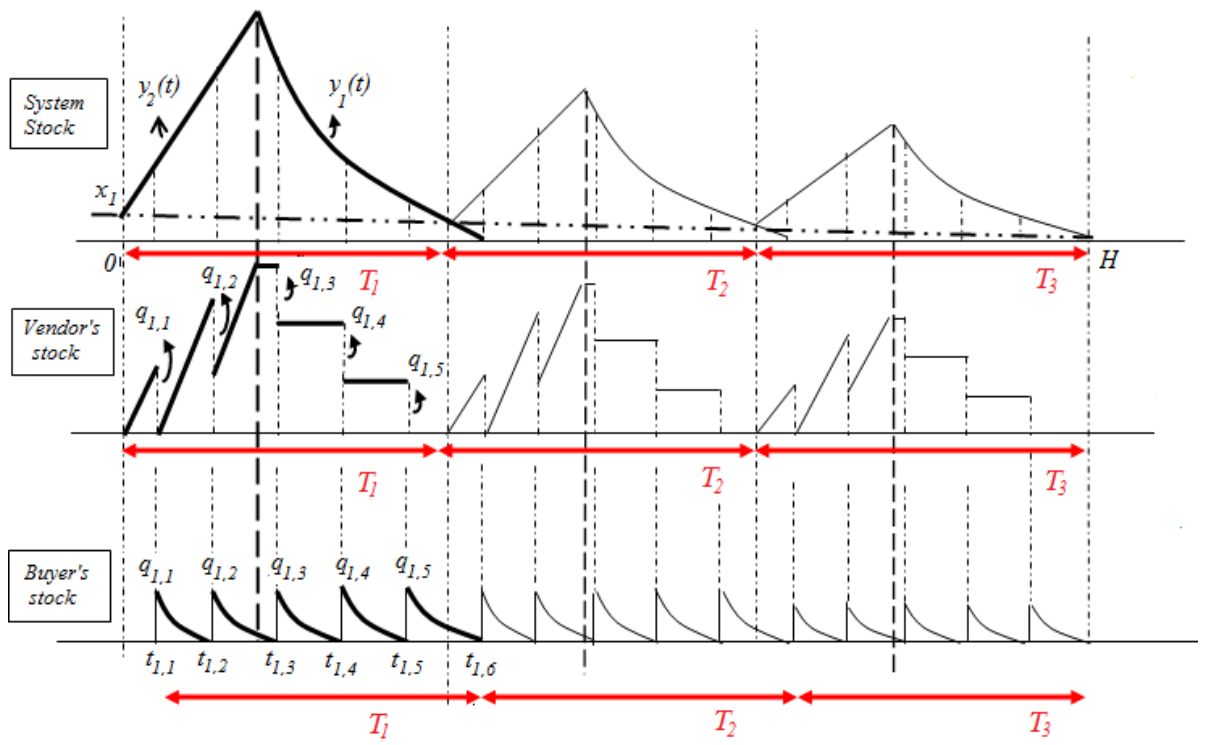 System
Stock
y2(t)
y1(t)
x1
0
T1
T2
T3
H
Vendor's
stock
q1,1
q1,2
q1,3
q1,4
q1,5
T1
T2
T3
Buyer's
stock
q1,1
q1,2
q1,3
q1,4
q1,5
t1,1
t1,2
t1,3
t1,4
t1,5
t1,6
T1
T2
T3